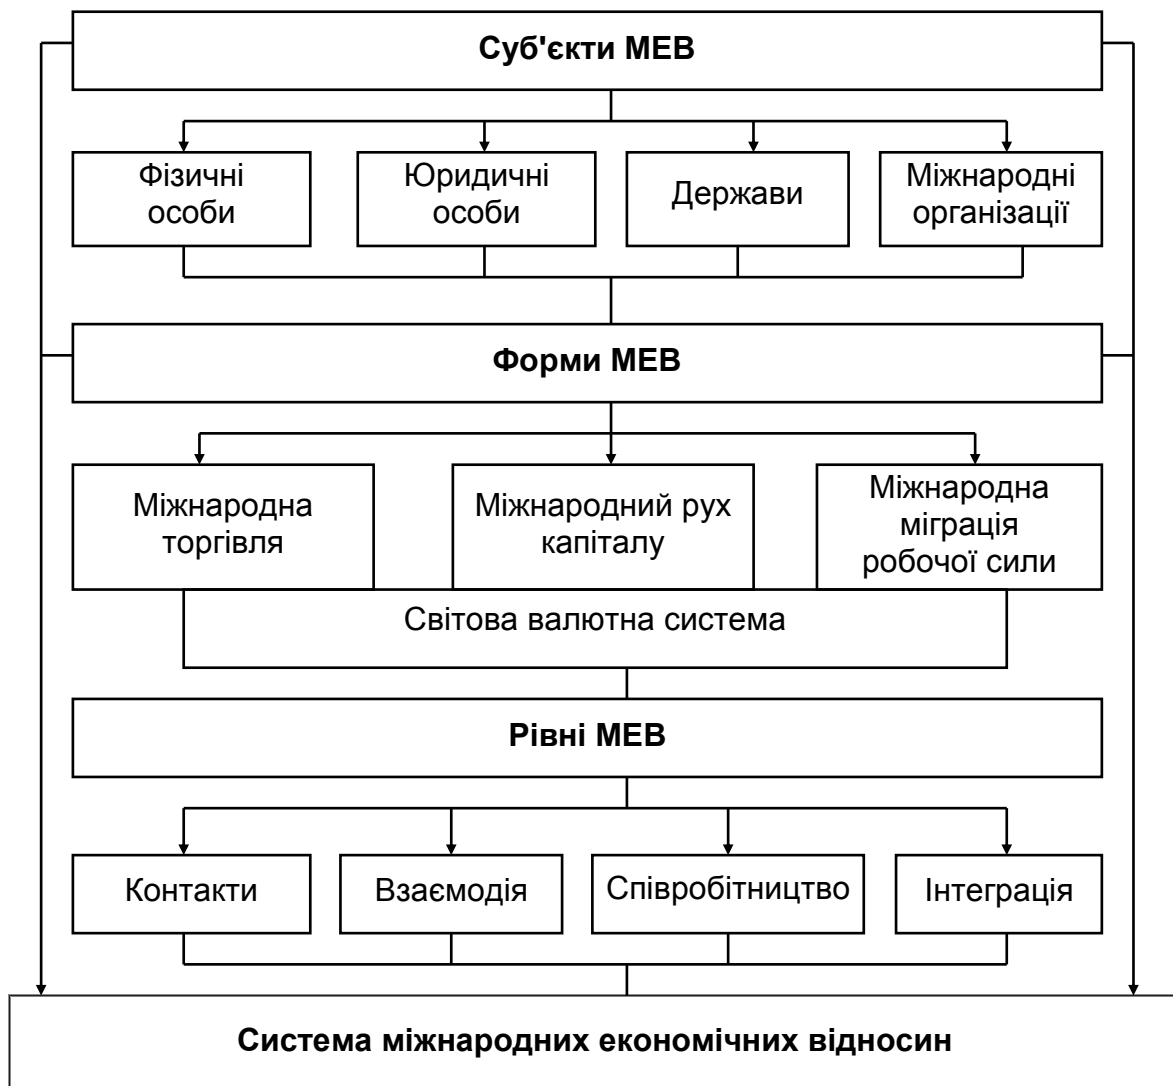 Суб'єкти МЕВ
Фізичні
особи
Юридичні
особи
Держави
Міжнародні
організації
Форми МЕВ
Міжнародна
торгівля
Міжнародний рух
капіталу
Міжнародна
міграція
робочої сили
Світова валютна система
Рівні МЕВ
Контакти
Взаємодія
Співробітництво
Інтеграція
Система міжнародних економічних відносин